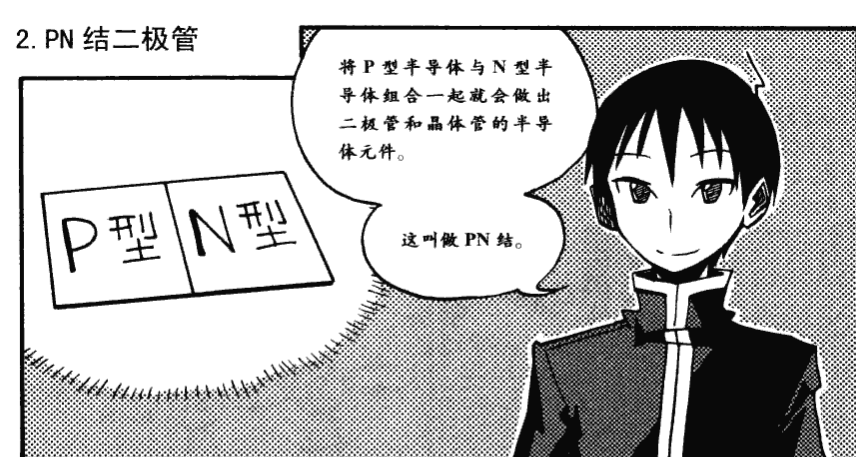 2. PN 结二极管
将 P 型半导体与 N 型半
导体组合一起就会做出
二极管和晶体管的半导
体元件。
这叫做 PN 结。
P型 N型